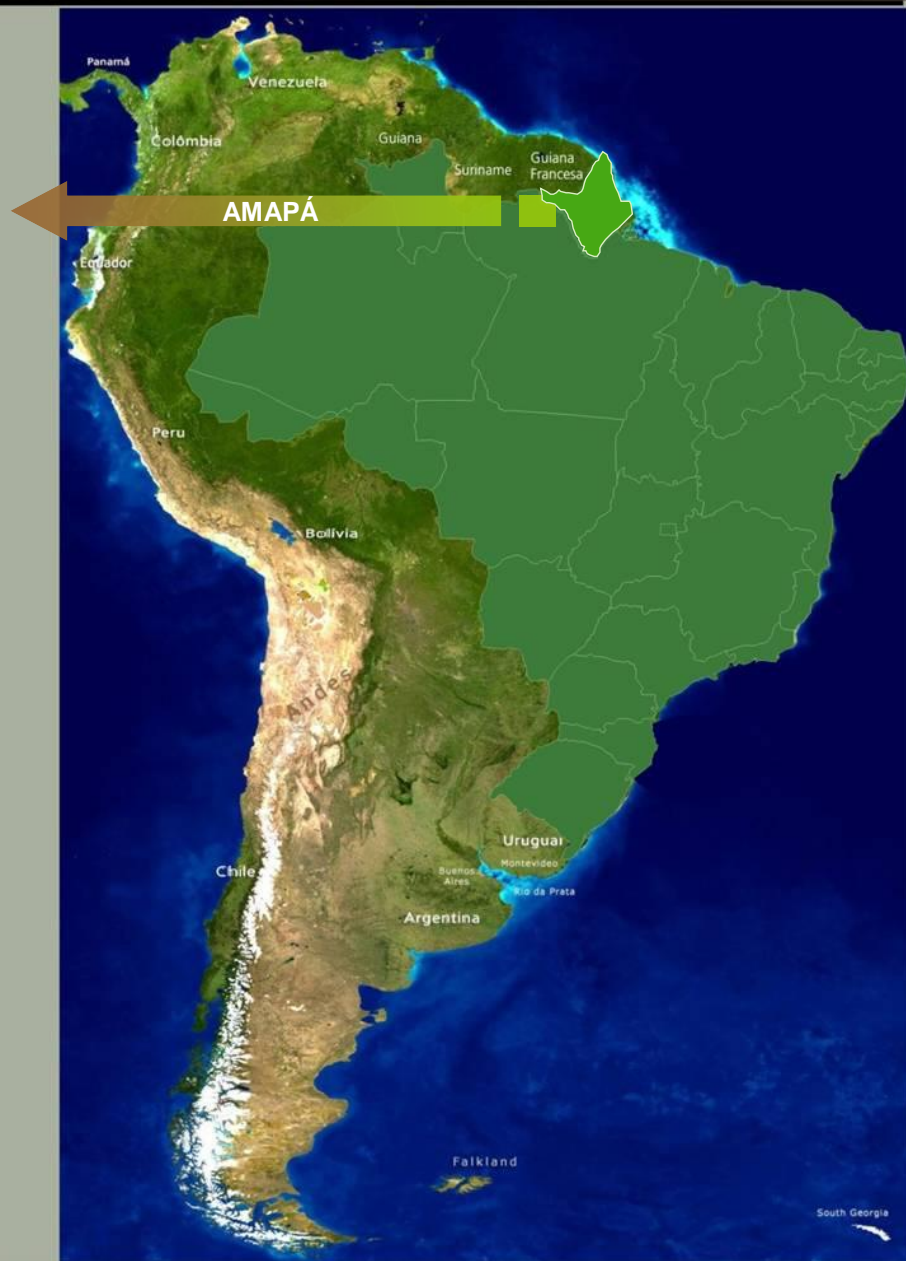 Panamá
Venezuela
Colômbia
Guiana
Suriname
Guiana
Francesa
AMAPÁ
Equador
Peru
Bolívia
Andes
Uruguai
Montevideo
Buenos
Aires
Rio da Prata
Chile
Argentina
Falkland
South Georgia